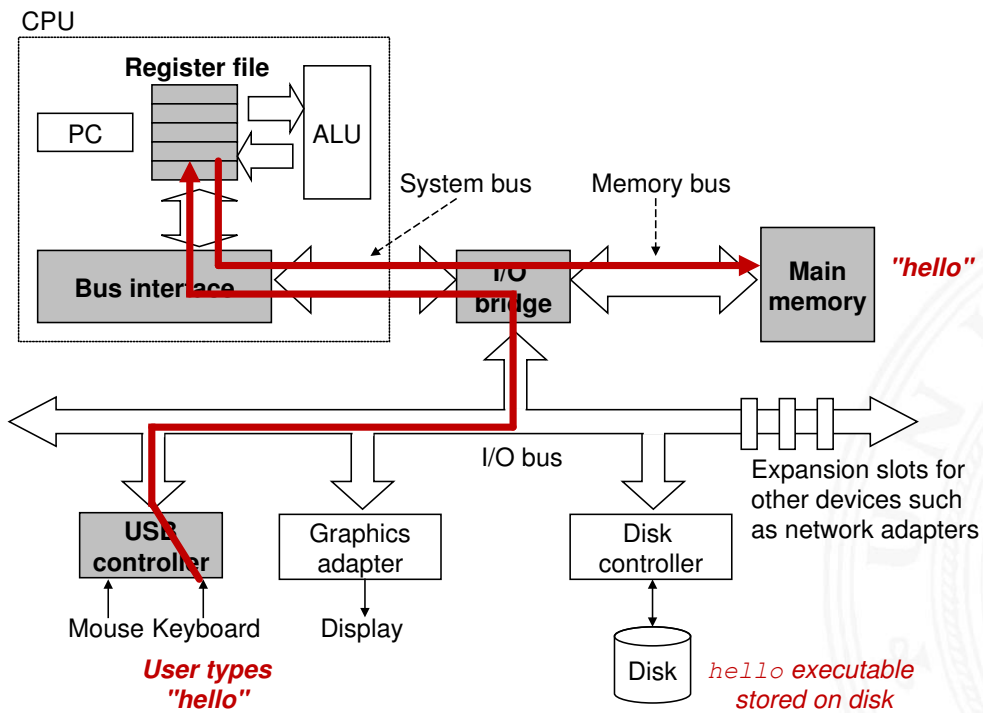 CPU
Register file
PC
ALU
System bus
Memory bus
Bus interface
I/O
bridge
Main
memory
"hello"
I/O bus
Expansion slots for
other devices such
as network adapters
USB
controller
Graphics
adapter
Disk
controller
Mouse Keyboard
Display
Disk
User types
"hello"
hello executable
stored on disk